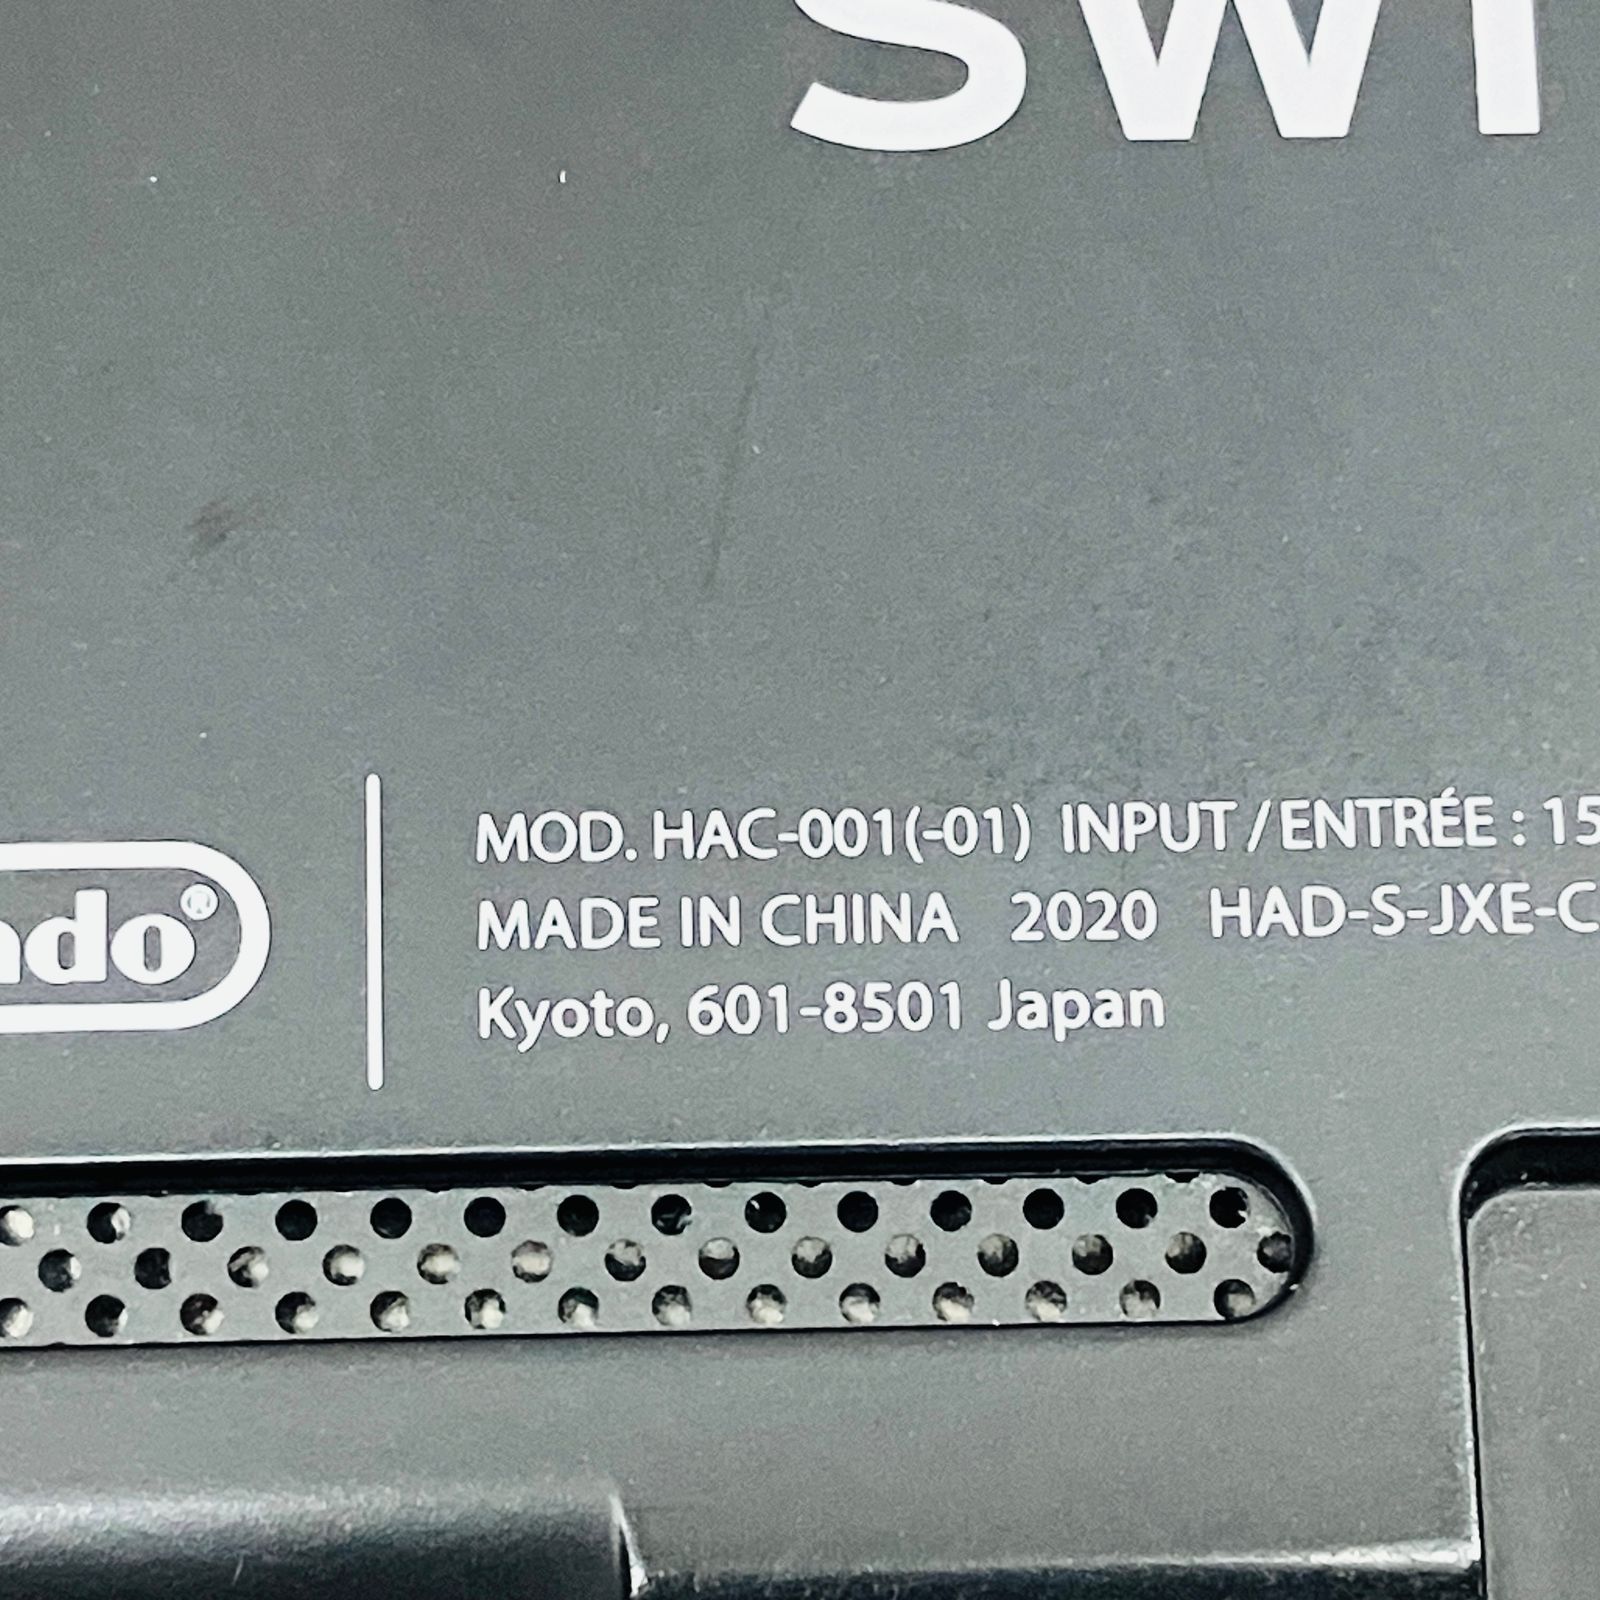 SWI
ndo®
MOD. HAC-001(-01) INPUT/ENTRÉE : 15
MADE IN CHINA 2020 HAD-S-JXE-C
Kyoto, 601-8501 Japan